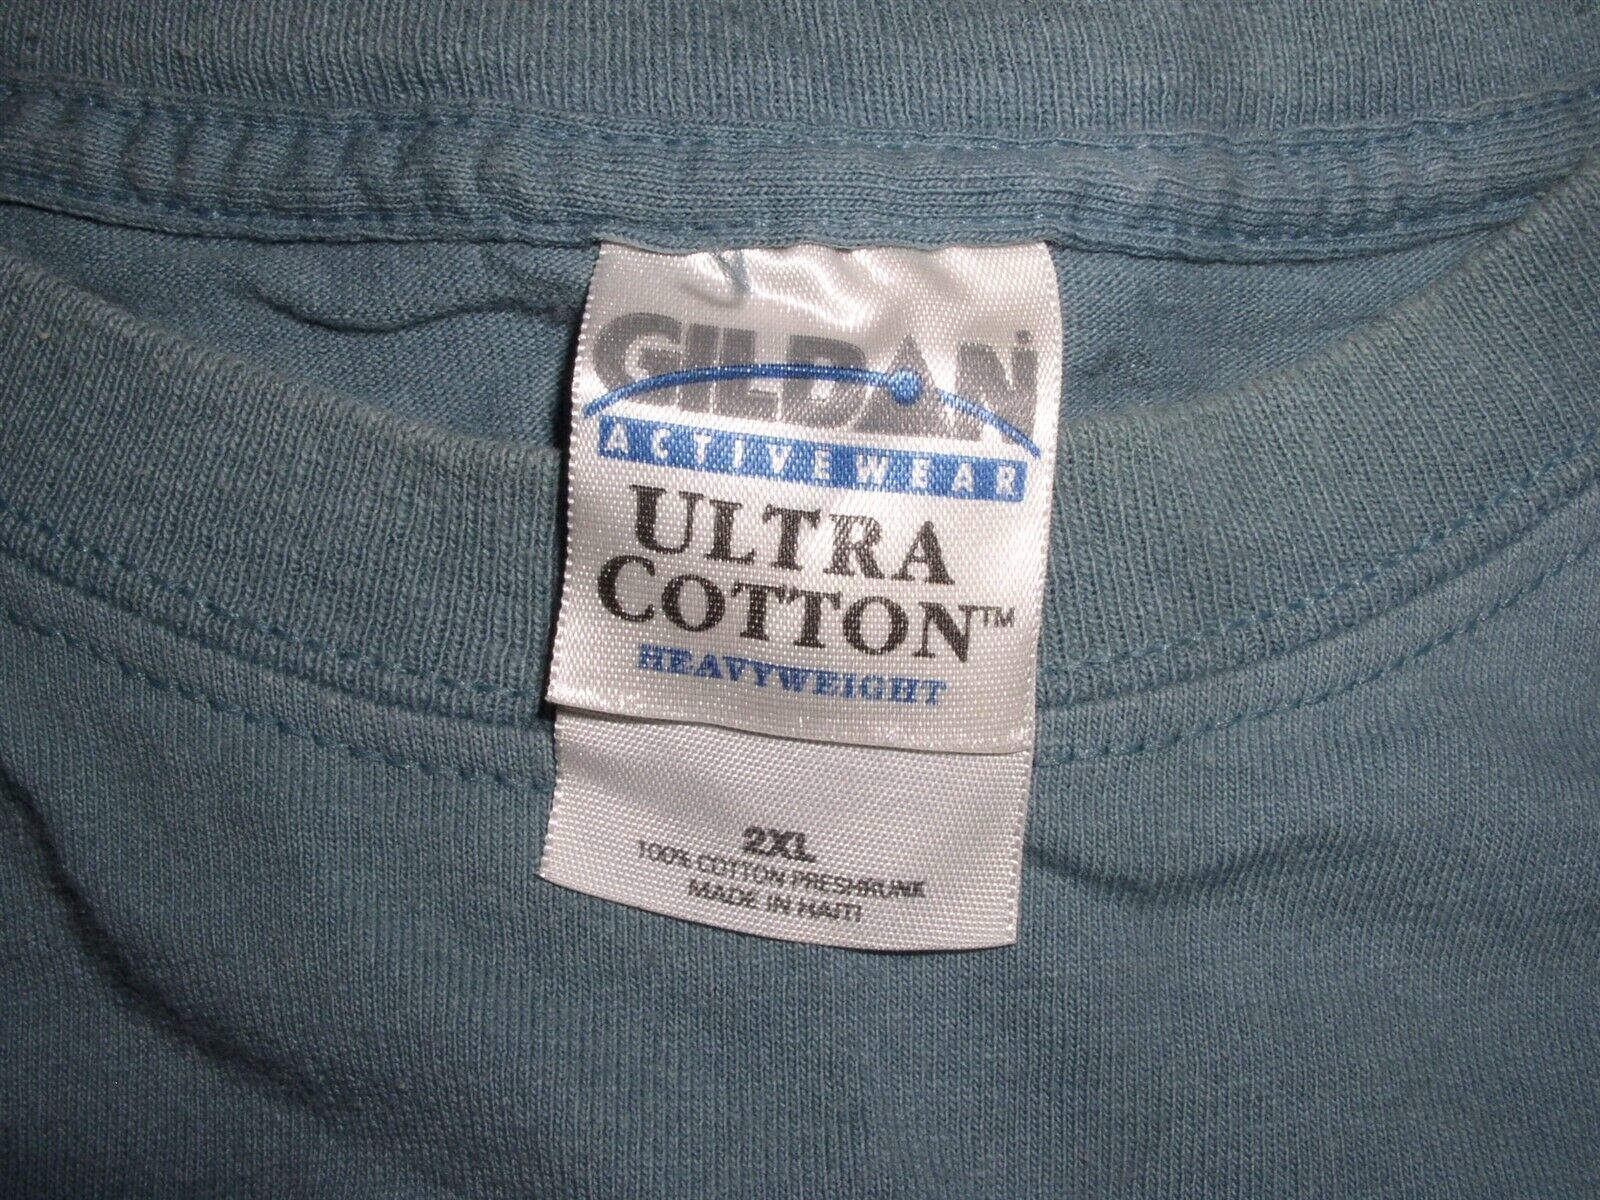 GILDAN
ACTIVEWEAR
ULTRA
COTTON™
HEAVYWEIGHT
2XL
100% COTTON PRESHRUNK
MADE IN HAITI